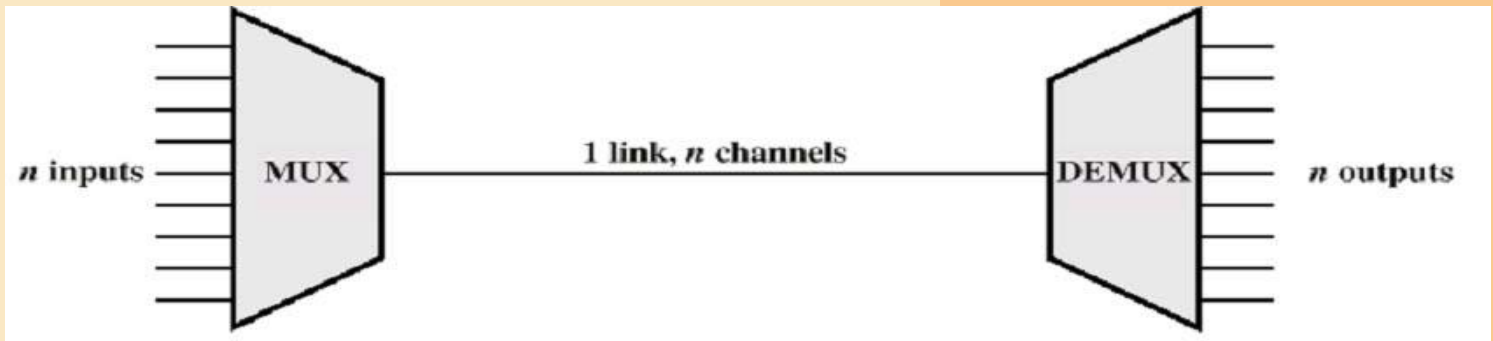 n inputs
MUX
1 link, n channels
DEMUX
n outputs